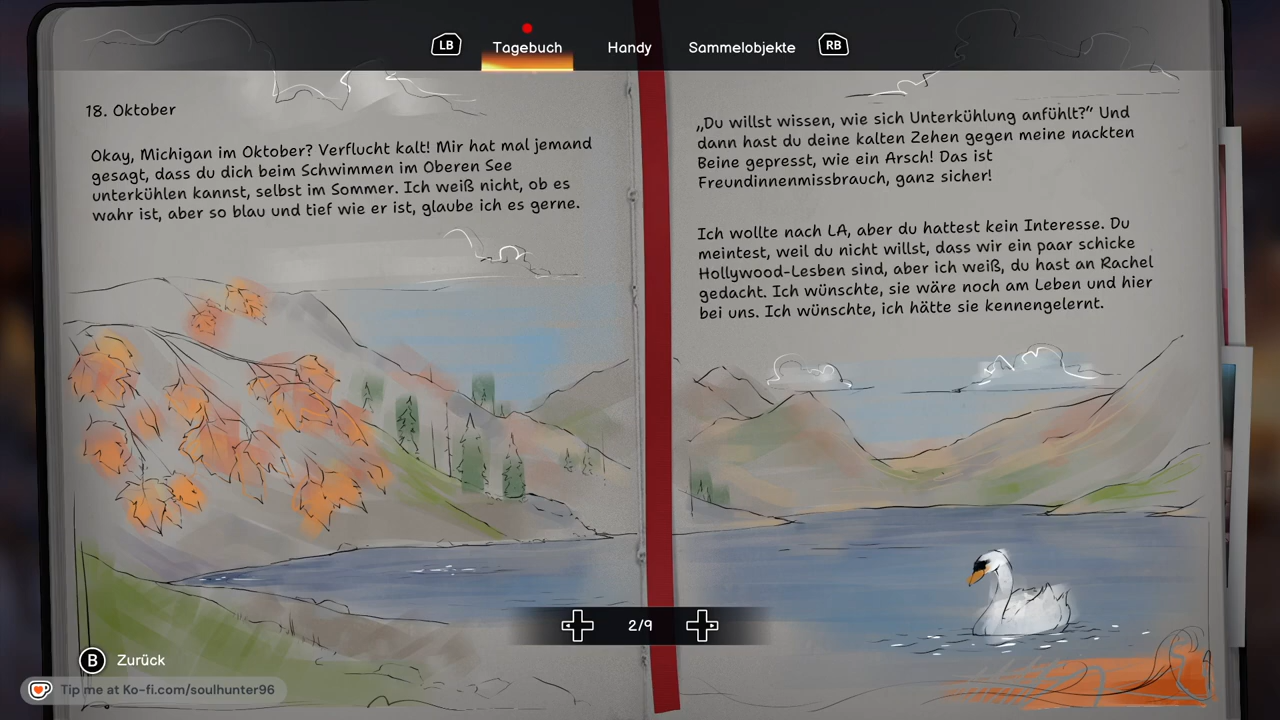 LB
Tagebuch
Handy
Sammelobjekte
RB
18. Oktober
Okay, Michigan im Oktober? Verflucht kalt! Mir hat mal jemand
gesagt, dass du dich beim Schwimmen im Oberen See
unterkühlen kannst, selbst im Sommer. Ich weiß nicht, ob es
wahr ist, aber so blau und tief wie er ist, glaube ich es gerne.
„Du willst wissen, wie sich Unterkühlung anfühlt?“ Und
dann hast du deine kalten Zehen gegen meine nackten
Beine gepresst, wie ein Arsch! Das ist
Freundinnenmissbrauch, ganz sicher!
Ich wollte nach LA, aber du hattest kein Interesse. Du
meintest, weil du nicht willst, dass wir ein paar schicke
Hollywood-Lesben sind, aber ich weiß, du hast an Rachel
gedacht. Ich wünschte, sie wäre noch am Leben und hier
bei uns. Ich wünschte, ich hätte sie kennengelernt.
2/9
B Zurück
Tip me at Ko-fi.com/soulhunter96